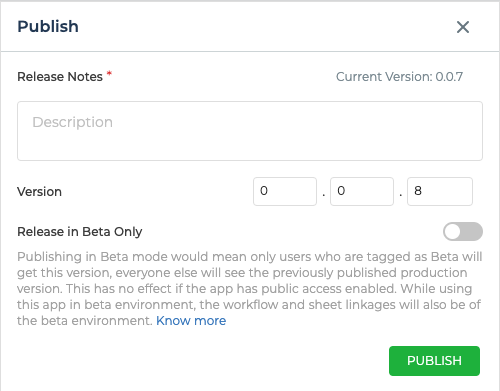 Publish
Release Notes * Current Version: 0.0.7
Description
Version 0 . 0 . 8
Release in Beta Only
Publishing in Beta mode would mean only users who are tagged as Beta will
get this version, everyone else will see the previously published production
version. This has no effect if the app has public access enabled. While using
this app in beta environment, the workflow and sheet linkages will also be of
the beta environment. Know more
PUBLISH